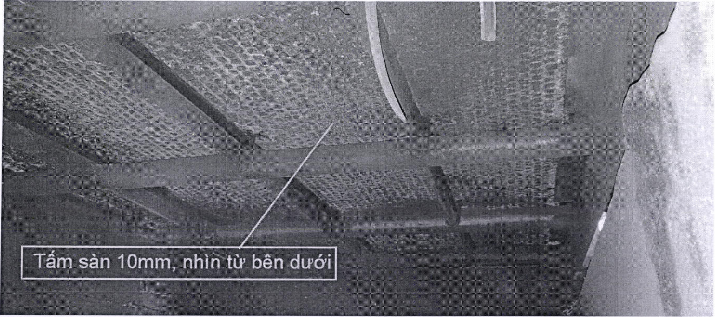 Tấm sàn 10mm, nhìn từ bên dưới